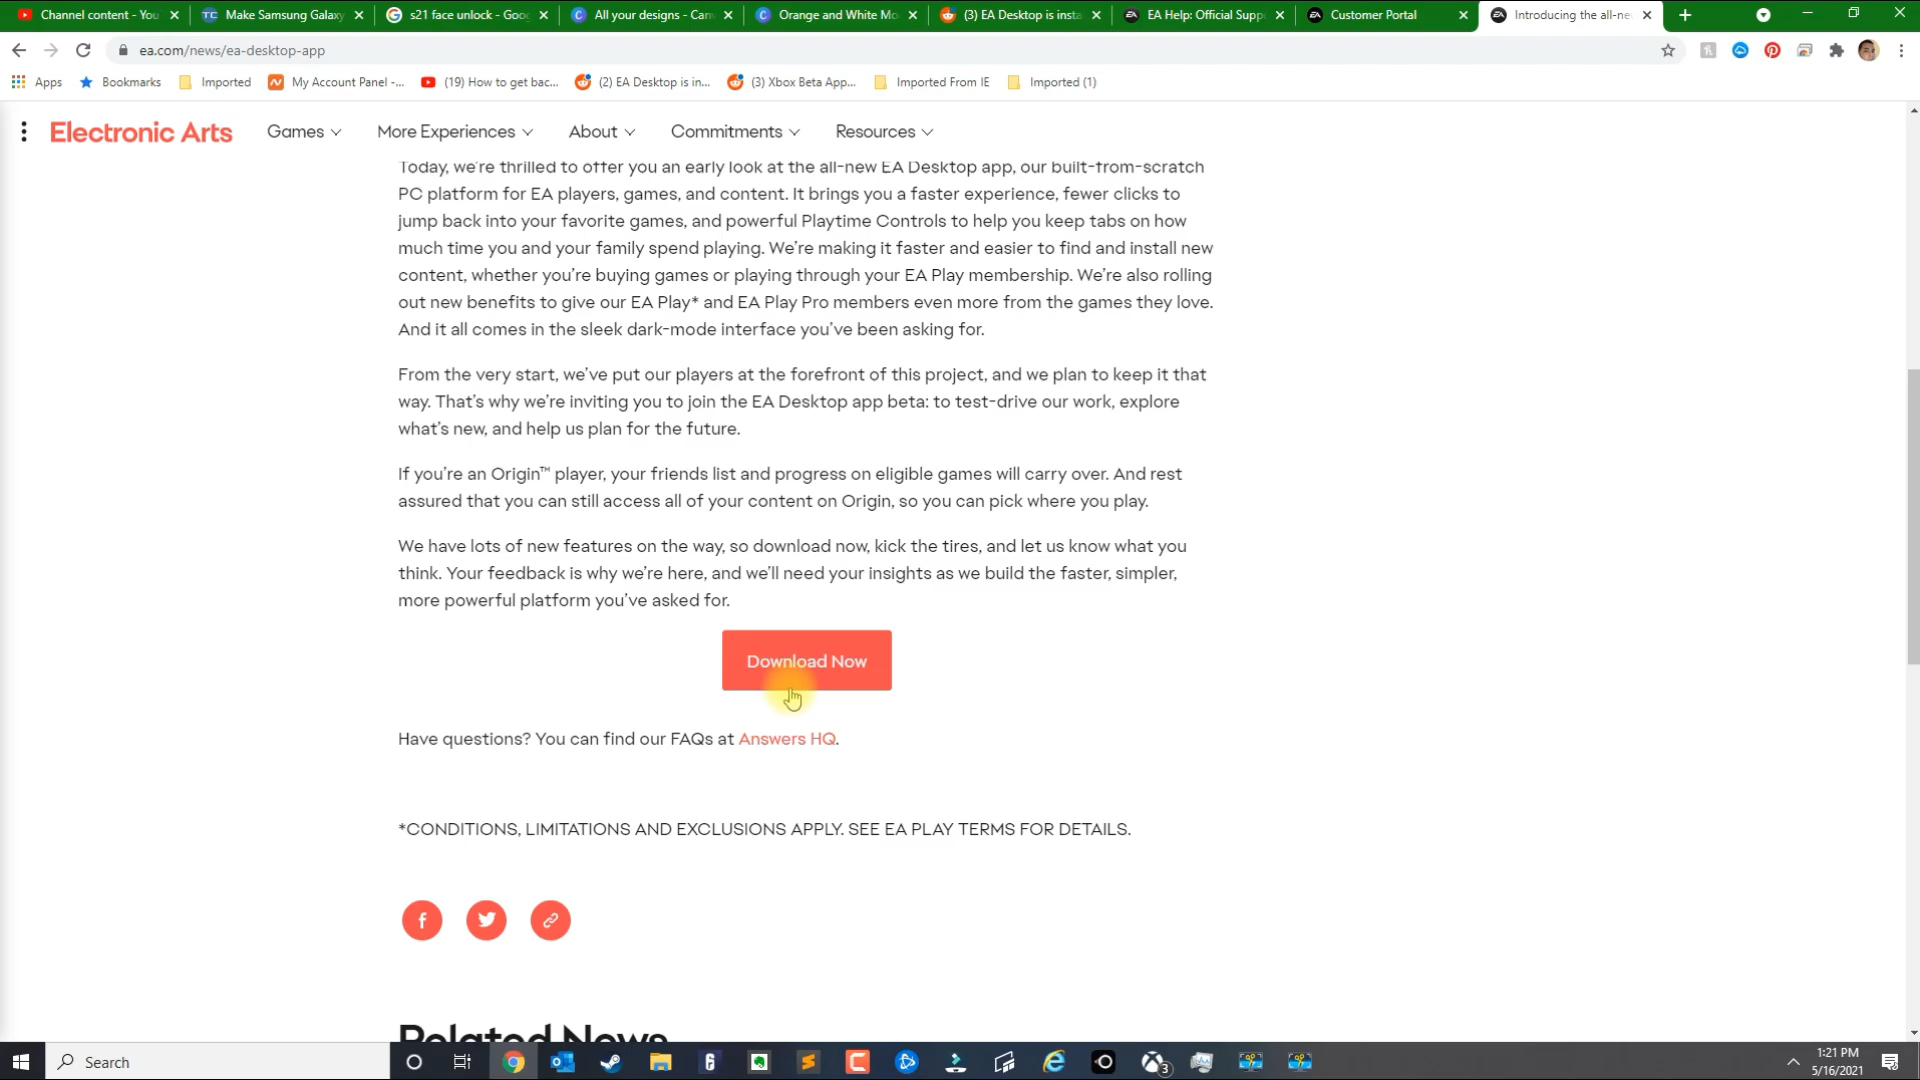 Channel content - You
Make Samsung Galaxy
s21 face unlock - Goo
All your designs - Can
Orange and White Mo
(3) EA Desktop is insta
EA Help: Official Supp
Customer Portal
Introducing the all-ne
ea.com/news/ea-desktop-app
Apps
Bookmarks
Imported
My Account Panel -...
(19) How to get bac...
(2) EA Desktop is in...
(3) Xbox Beta App...
Imported From IE
Imported (1)
Electronic Arts
Games
More Experiences
About
Commitments
Resources
Today, we're thrilled to offer you an early look at the all-new EA Desktop app, our built-from-scratch
PC platform for EA players, games, and content. It brings you a faster experience, fewer clicks to
jump back into your favorite games, and powerful Playtime Controls to help you keep tabs on how
much time you and your family spend playing. We're making it faster and easier to find and install new
content, whether you're buying games or playing through your EA Play membership. We're also rolling
out new benefits to give our EA Play* and EA Play Pro members even more from the games they love.
And it all comes in the sleek dark-mode interface you've been asking for.
From the very start, we've put our players at the forefront of this project, and we plan to keep it that
way. That's why we're inviting you to join the EA Desktop app beta: to test-drive our work, explore
what's new, and help us plan for the future.
If you're an Origin™ player, your friends list and progress on eligible games will carry over. And rest
assured that you can still access all of your content on Origin, so you can pick where you play.
We have lots of new features on the way, so download now, kick the tires, and let us know what you
think. Your feedback is why we're here, and we'll need your insights as we build the faster, simpler,
more powerful platform you've asked for.
Download Now
Have questions? You can find our FAQs at Answers HQ.
*CONDITIONS, LIMITATIONS AND EXCLUSIONS APPLY. SEE EA PLAY TERMS FOR DETAILS.
Related News
Search
3
1:21 PM
5/16/2021